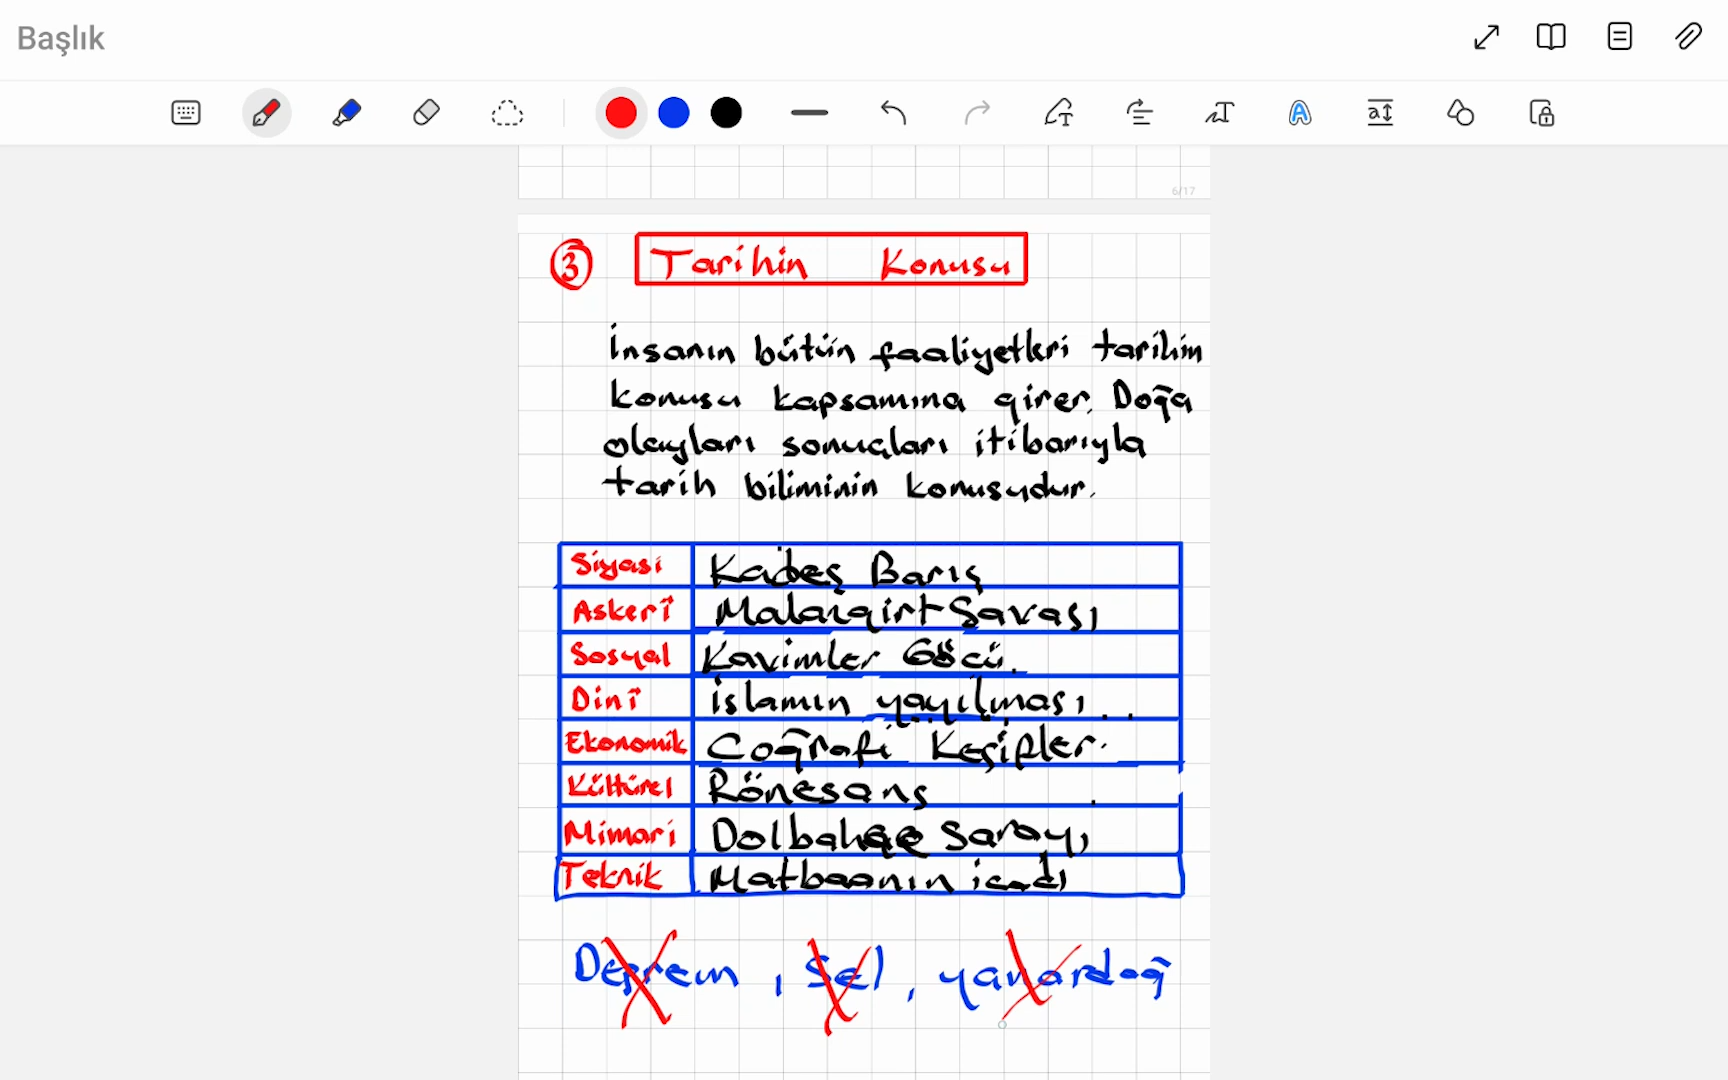 Başlık
6/17
3 Tarihin Konusu
İnsanın bütün faaliyetleri tarihin
konusu kapsamına girer. Doğa
olayları sonuçları itibarıyla
tarih biliminin konusudur.
Siyasi Kadeş Barış
Askerî Malazgirt Savaşı
Sosyal Kavimler Göçü.
Dinî İslamın yayılması
Ekonomik Coğrafi Keşifler.
Kültürel Rönesans
Mimari Dolbahçe Sarayı
Teknik Matbaanın icadı
Deprem, Sel, yanardağ